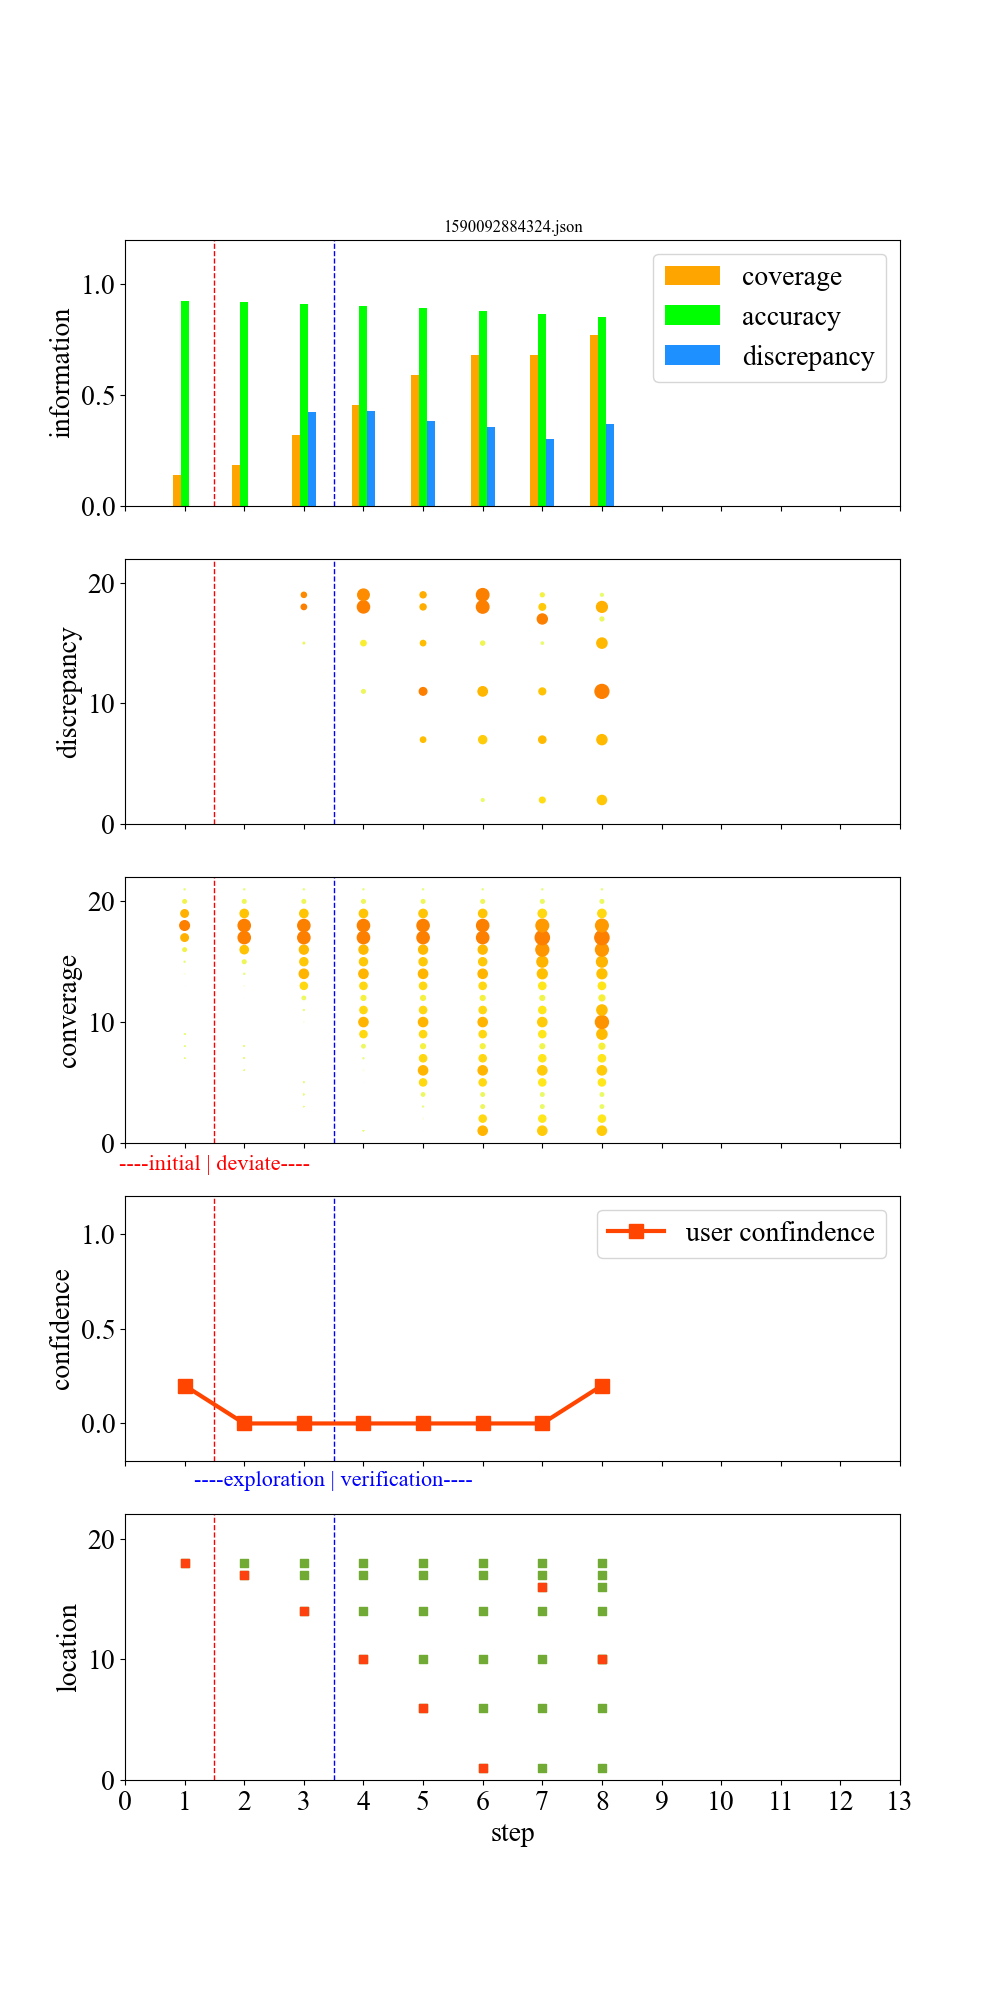 1590092884324.json
1.0
0.5
0.0
information
coverage
accuracy
discrepancy
20
10
0
discrepancy
20
10
0
converage
----initial | deviate----
1.0
0.5
0.0
confidence
user confindence
----exploration | verification----
20
10
0
location
0 1 2 3 4 5 6 7 8 9 10 11 12 13
step